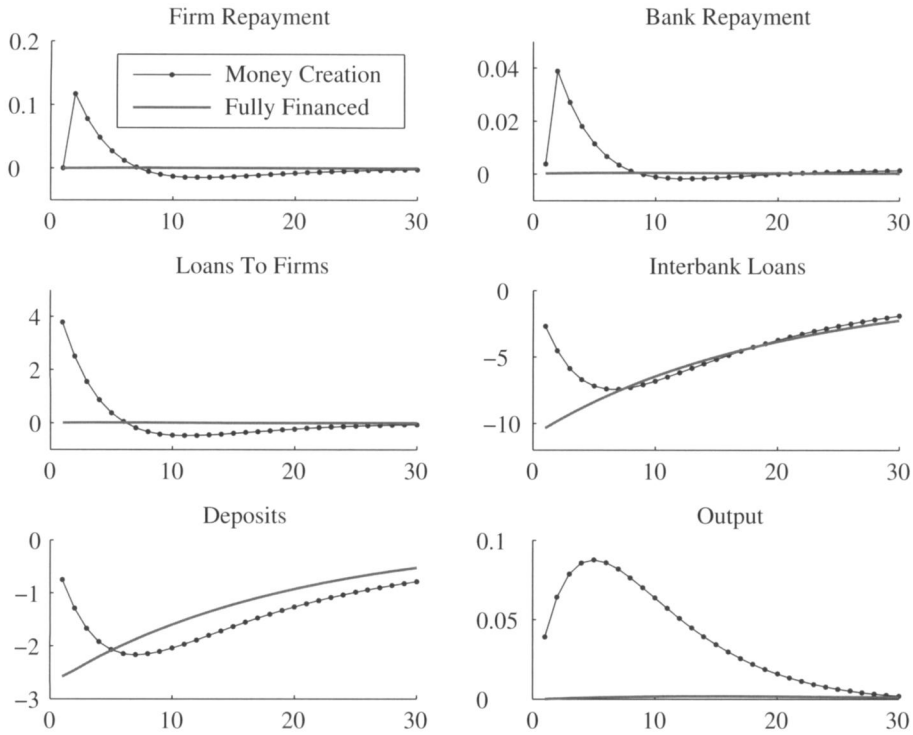 Firm Repayment
0.2
0.1
0
0 10 20 30
Money Creation
Fully Financed
Bank Repayment
0.04
0.02
0
0 10 20 30
Loans To Firms
4
2
0
0 10 20 30
Interbank Loans
0
−5
−10
0 10 20 30
Deposits
0
−1
−2
−3
0 10 20 30
Output
0.1
0.05
0
0 10 20 30